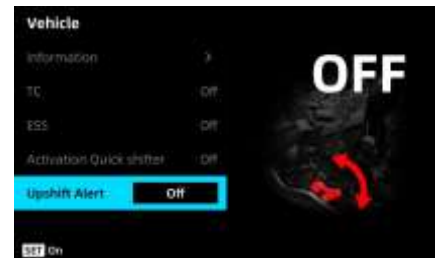 Vehicle
Information >
OFF
TC Off
ESS Off
Activation Quick shifter Off
Upshift Alert Off
SET On